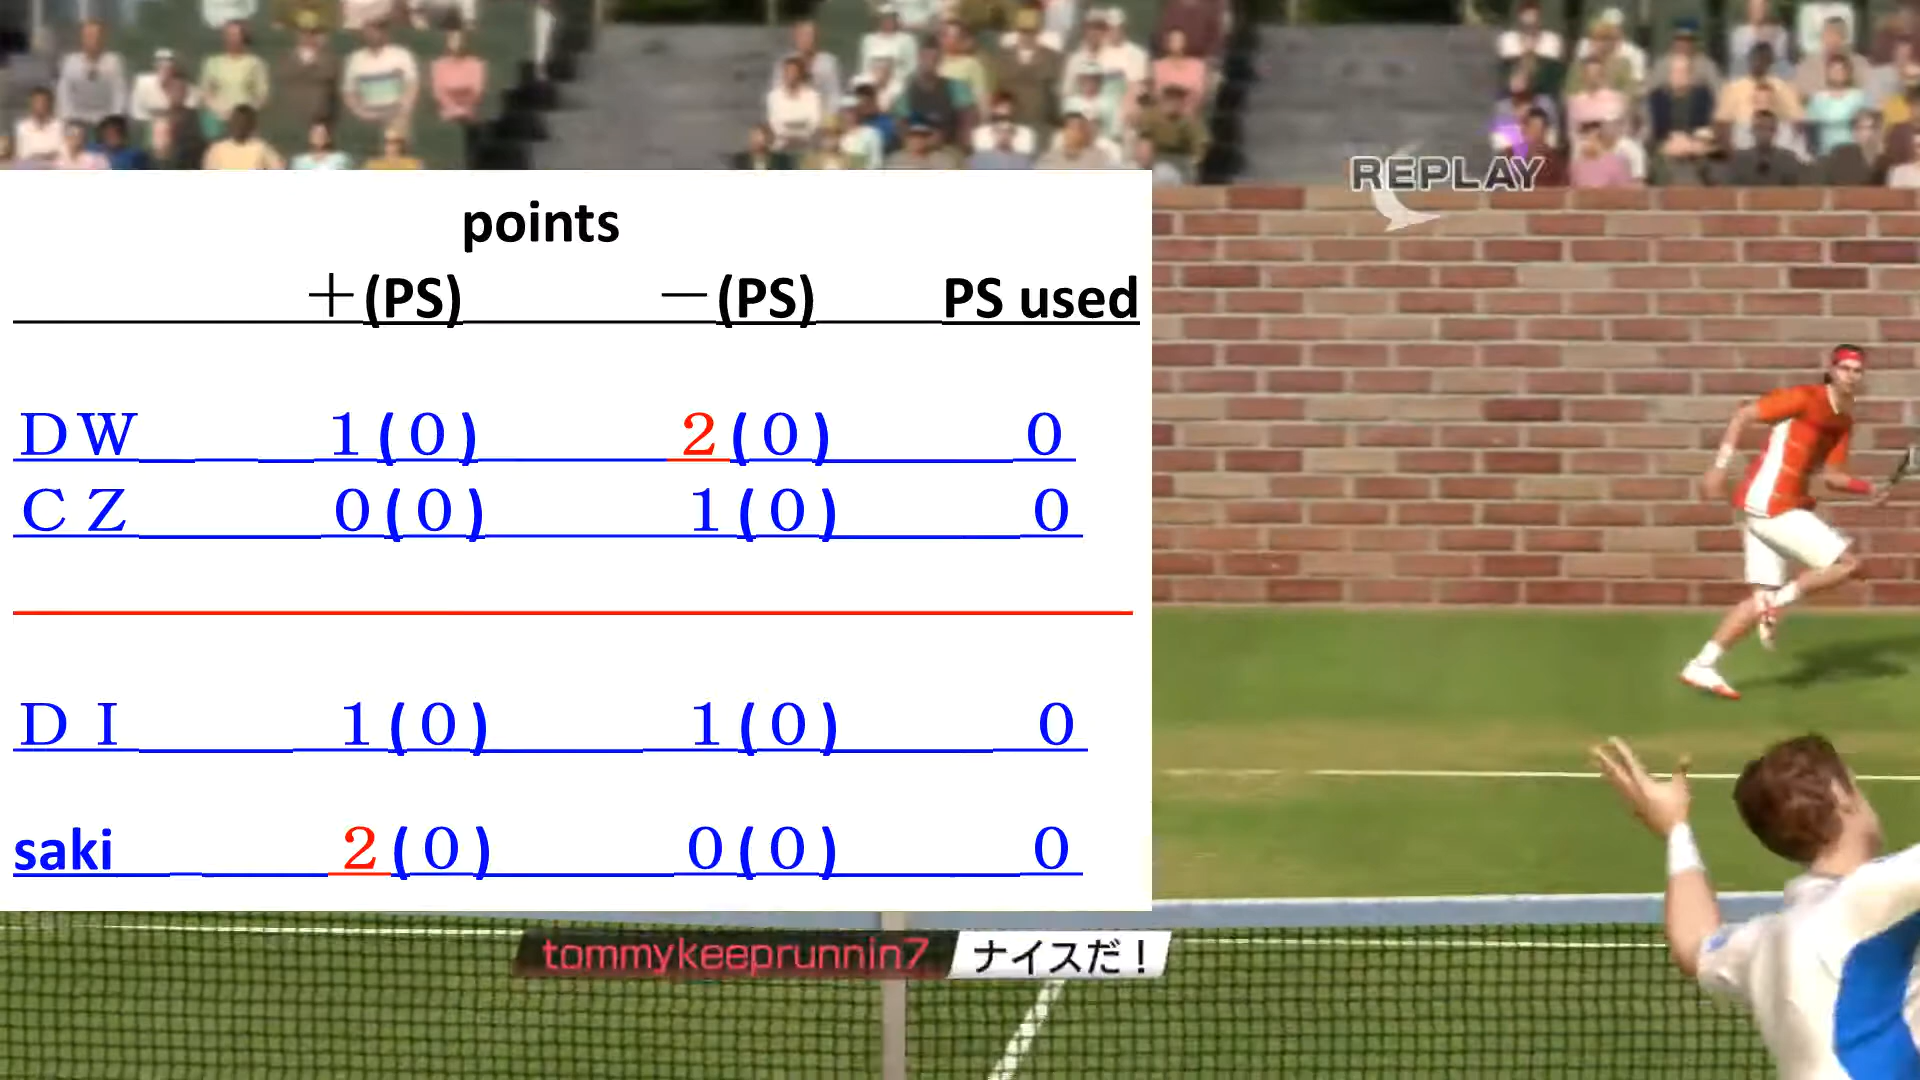 REPLAY
points
＋(PS) －(PS) PS used
ＤＷ １(０) ２(０) ０
ＣＺ ０(０) １(０) ０
ＤＩ １(０) １(０) ０
saki ２(０) ０(０) ０
tommykeeprunnin7 ナイスだ！